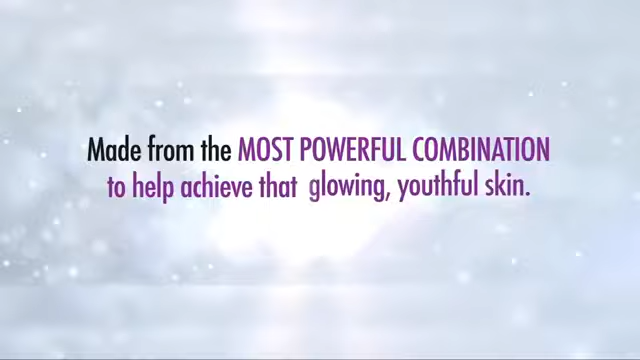 Made from the MOST POWERFUL COMBINATION
to help achieve that glowing, youthful skin.